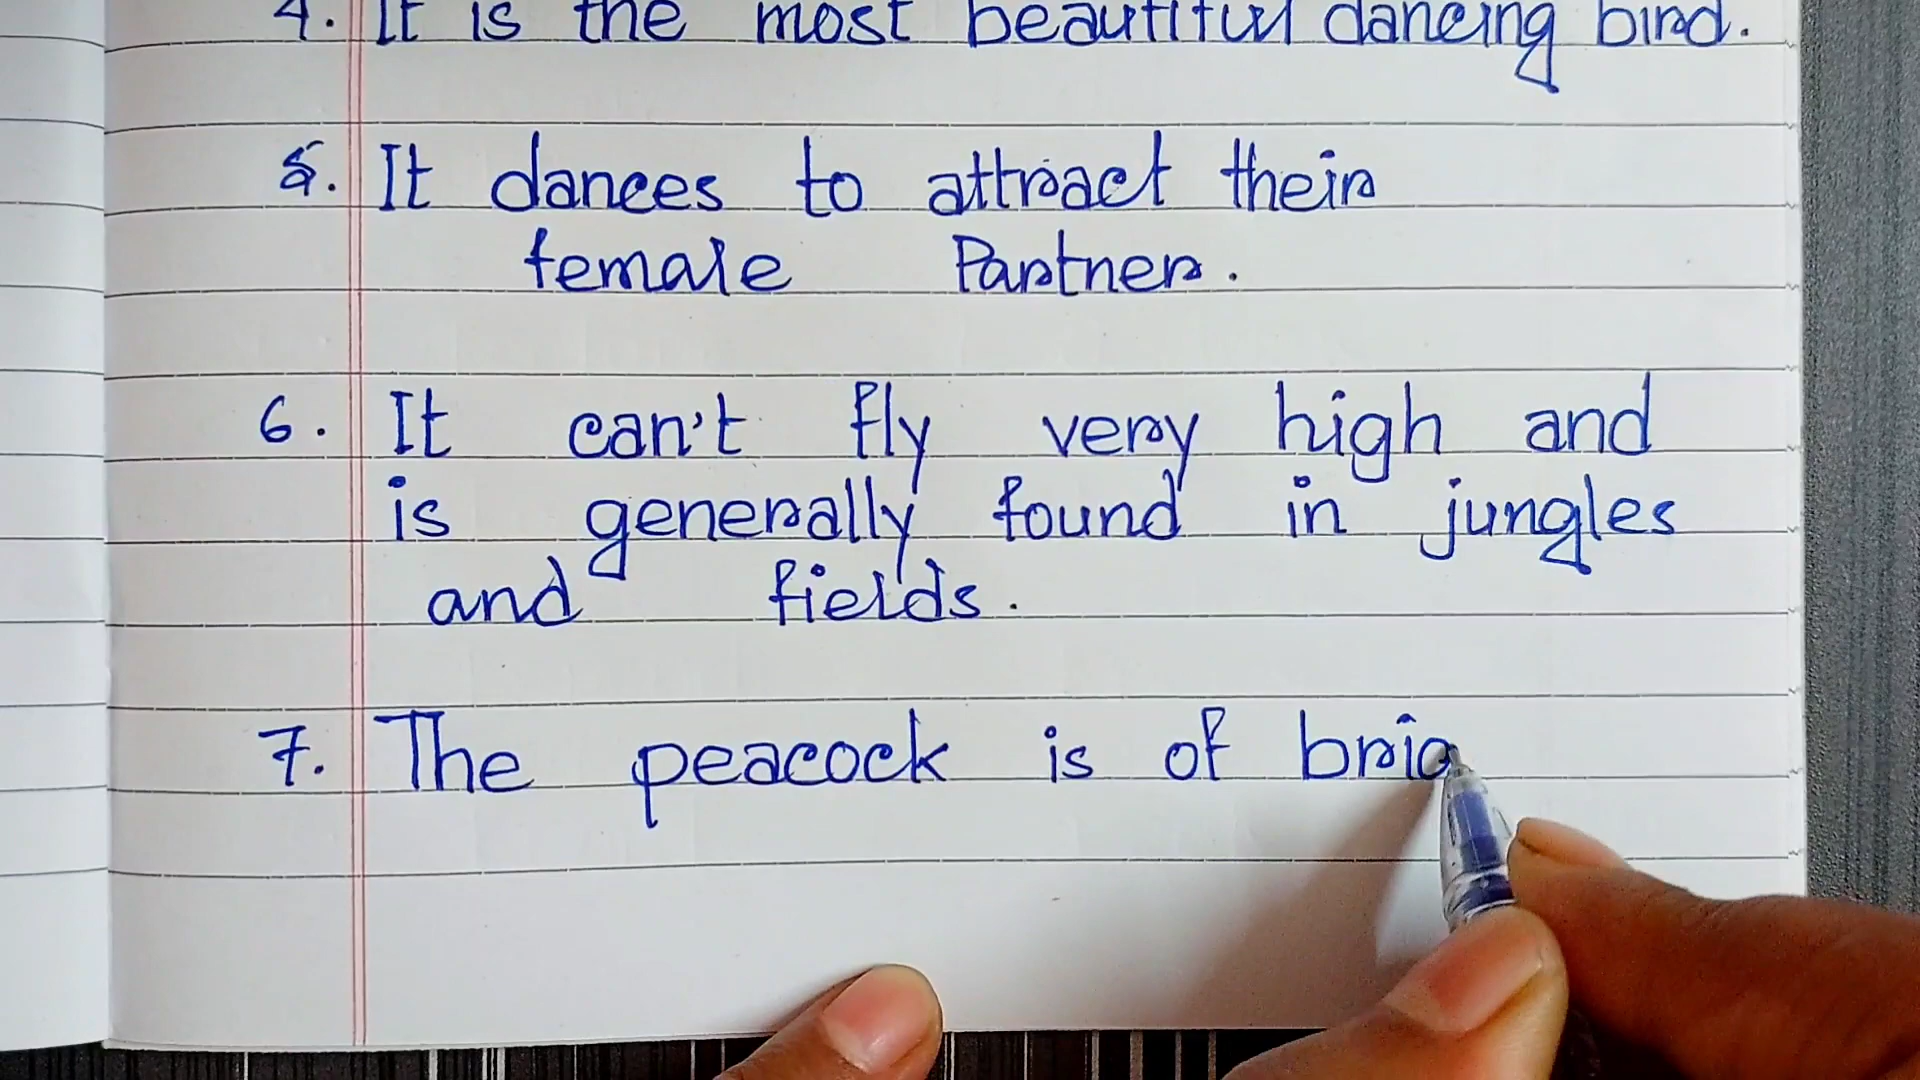 4. It is the most beautiful dancing bird.
5. It dances to attract their
female Partner.
6. It can't fly very high and
is generally found in jungles
and fields.
7. The peacock is of brig